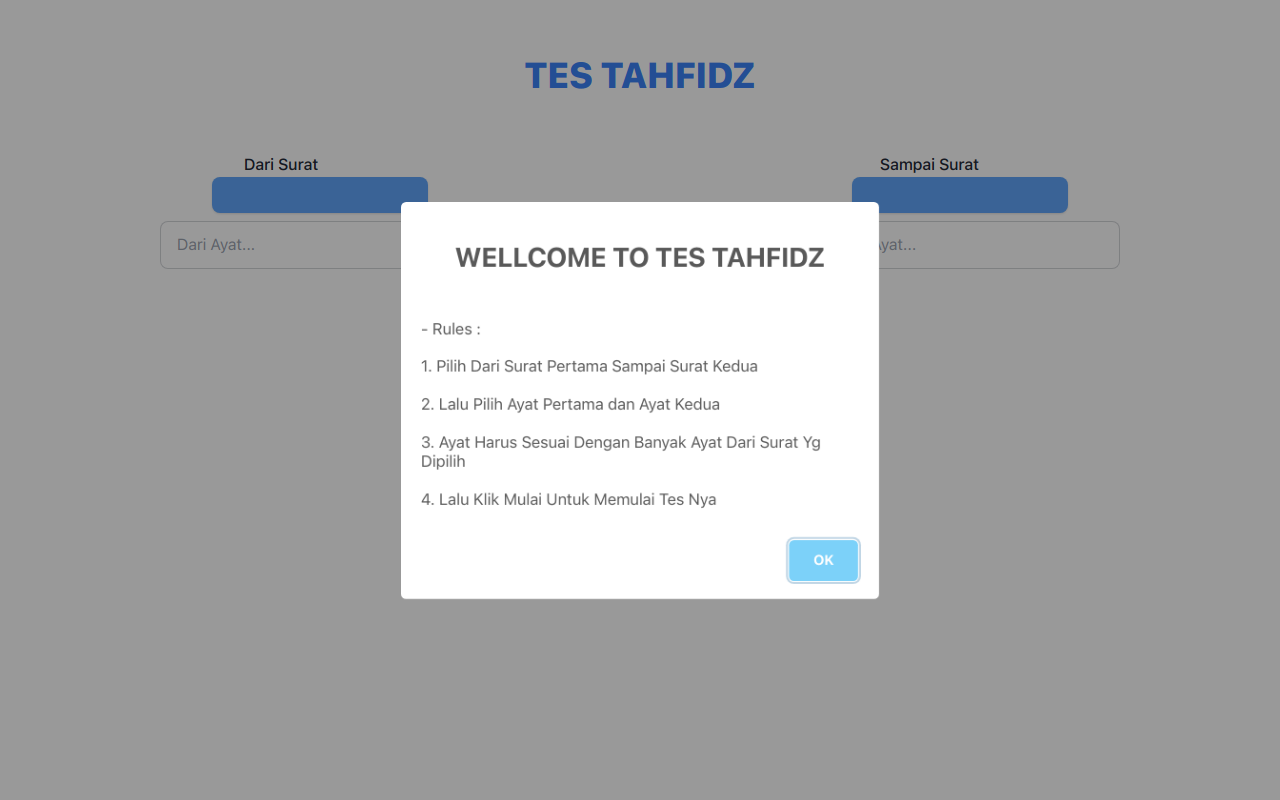 TES TAHFIDZ
Dari Surat
Sampai Surat
Dari Ayat...
Ayat...
WELLCOME TO TES TAHFIDZ
- Rules :
1. Pilih Dari Surat Pertama Sampai Surat Kedua
2. Lalu Pilih Ayat Pertama dan Ayat Kedua
3. Ayat Harus Sesuai Dengan Banyak Ayat Dari Surat Yg
Dipilih
4. Lalu Klik Mulai Untuk Memulai Tes Nya
OK